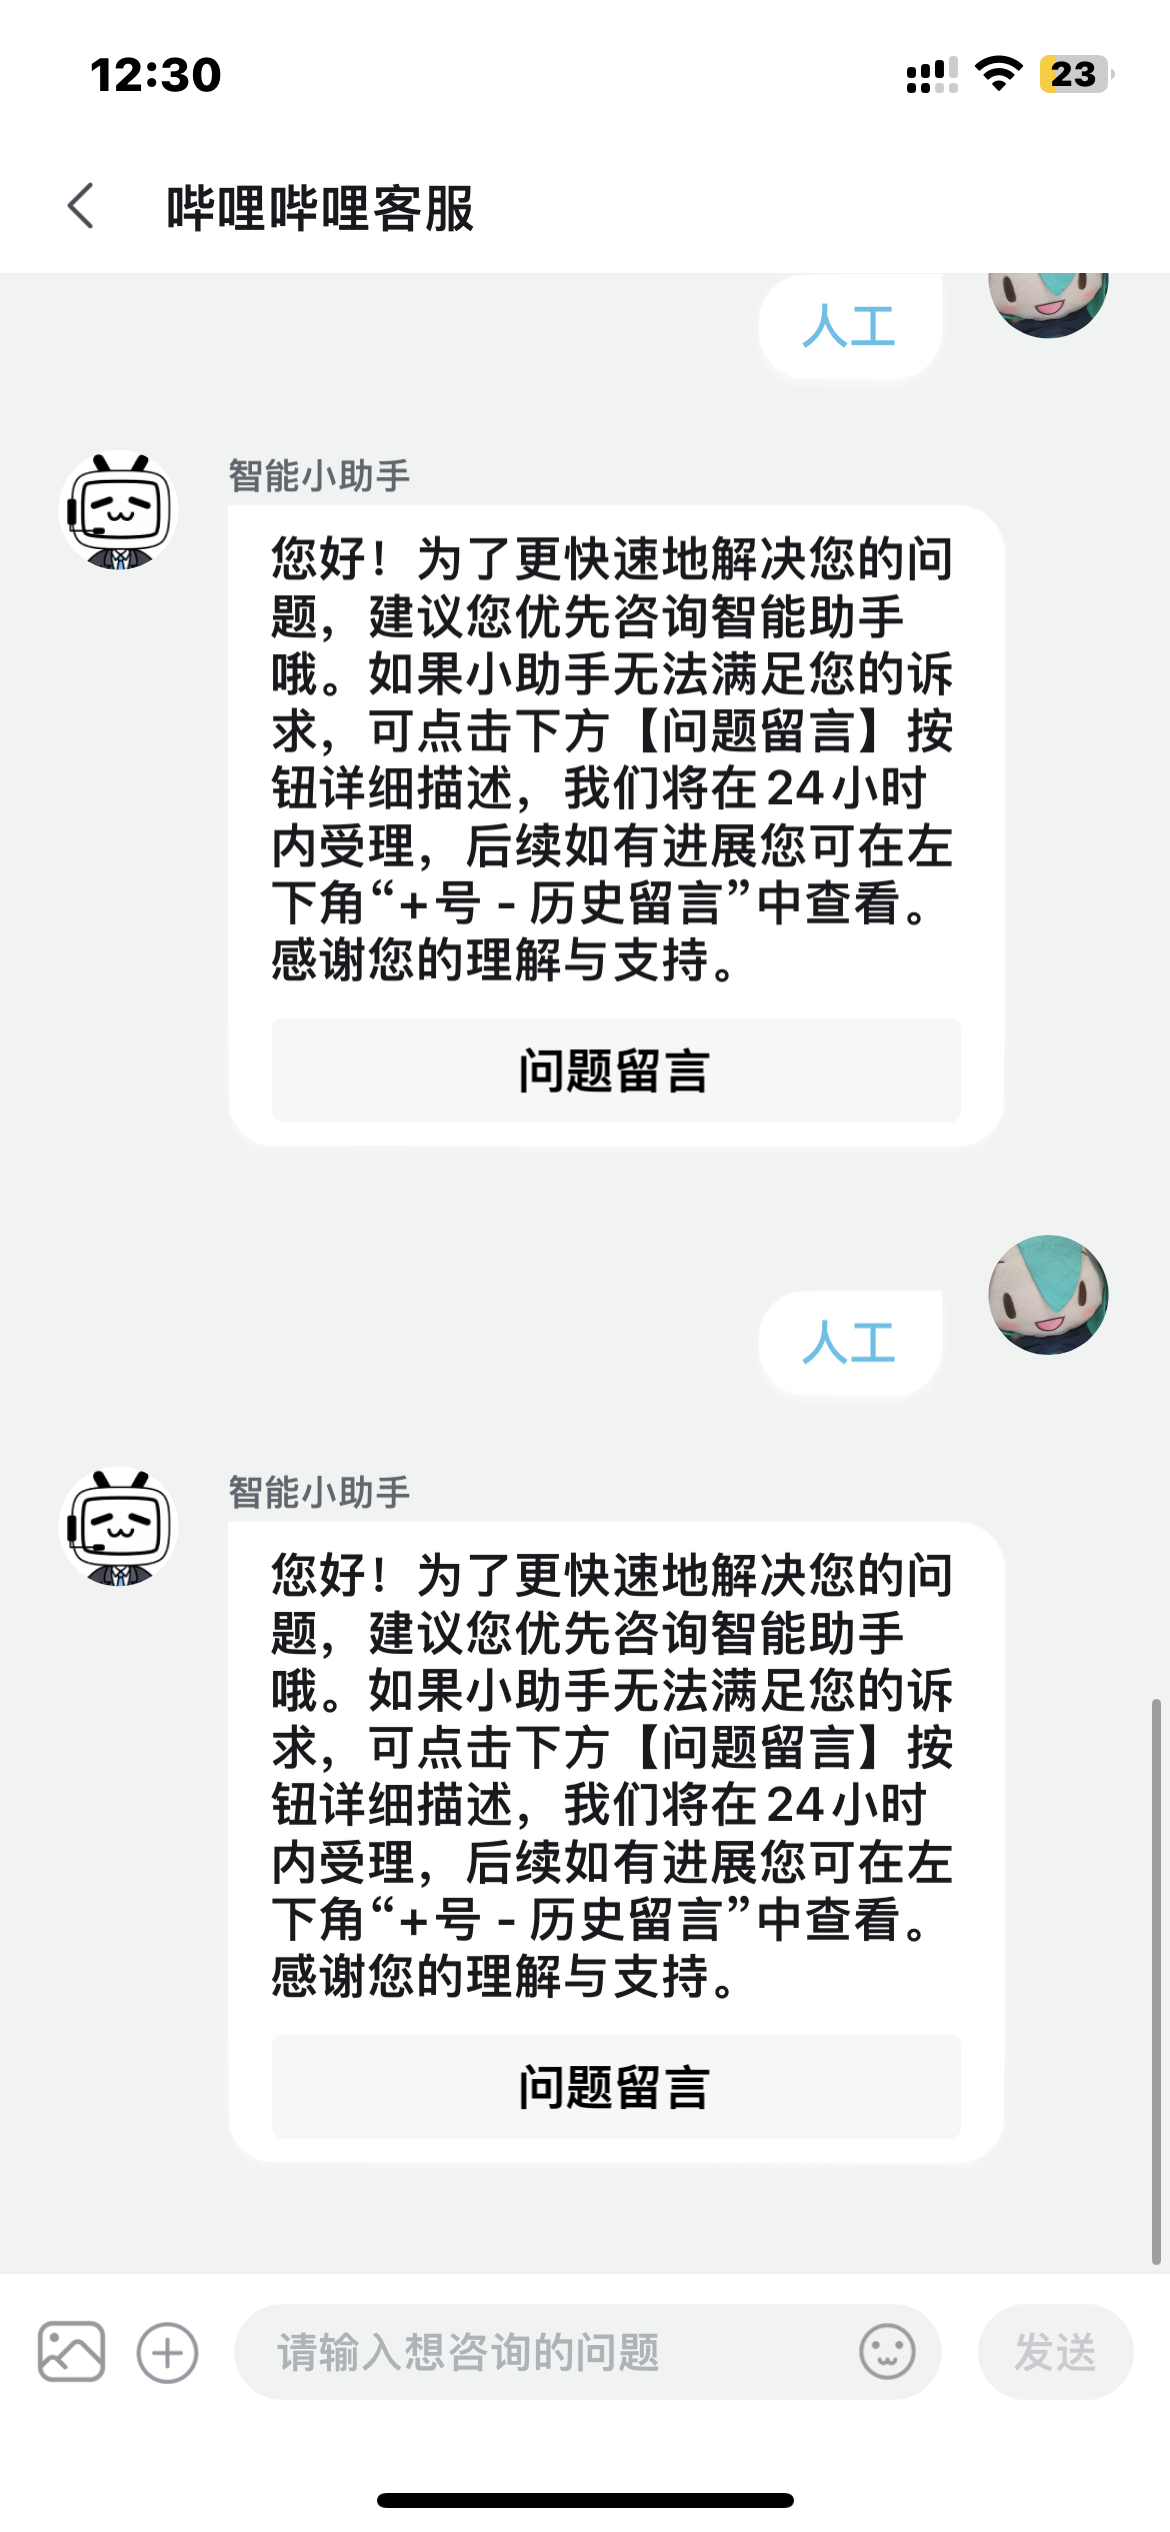 12:30
23
哔哩哔哩客服
人工
智能小助手
您好！为了更快速地解决您的问
题，建议您优先咨询智能助手
哦。如果小助手无法满足您的诉
求，可点击下方【问题留言】按
钮详细描述，我们将在24小时
内受理，后续如有进展您可在左
下角“+号 - 历史留言”中查看。
感谢您的理解与支持。
问题留言
人工
智能小助手
您好！为了更快速地解决您的问
题，建议您优先咨询智能助手
哦。如果小助手无法满足您的诉
求，可点击下方【问题留言】按
钮详细描述，我们将在24小时
内受理，后续如有进展您可在左
下角“+号 - 历史留言”中查看。
感谢您的理解与支持。
问题留言
请输入想咨询的问题
发送